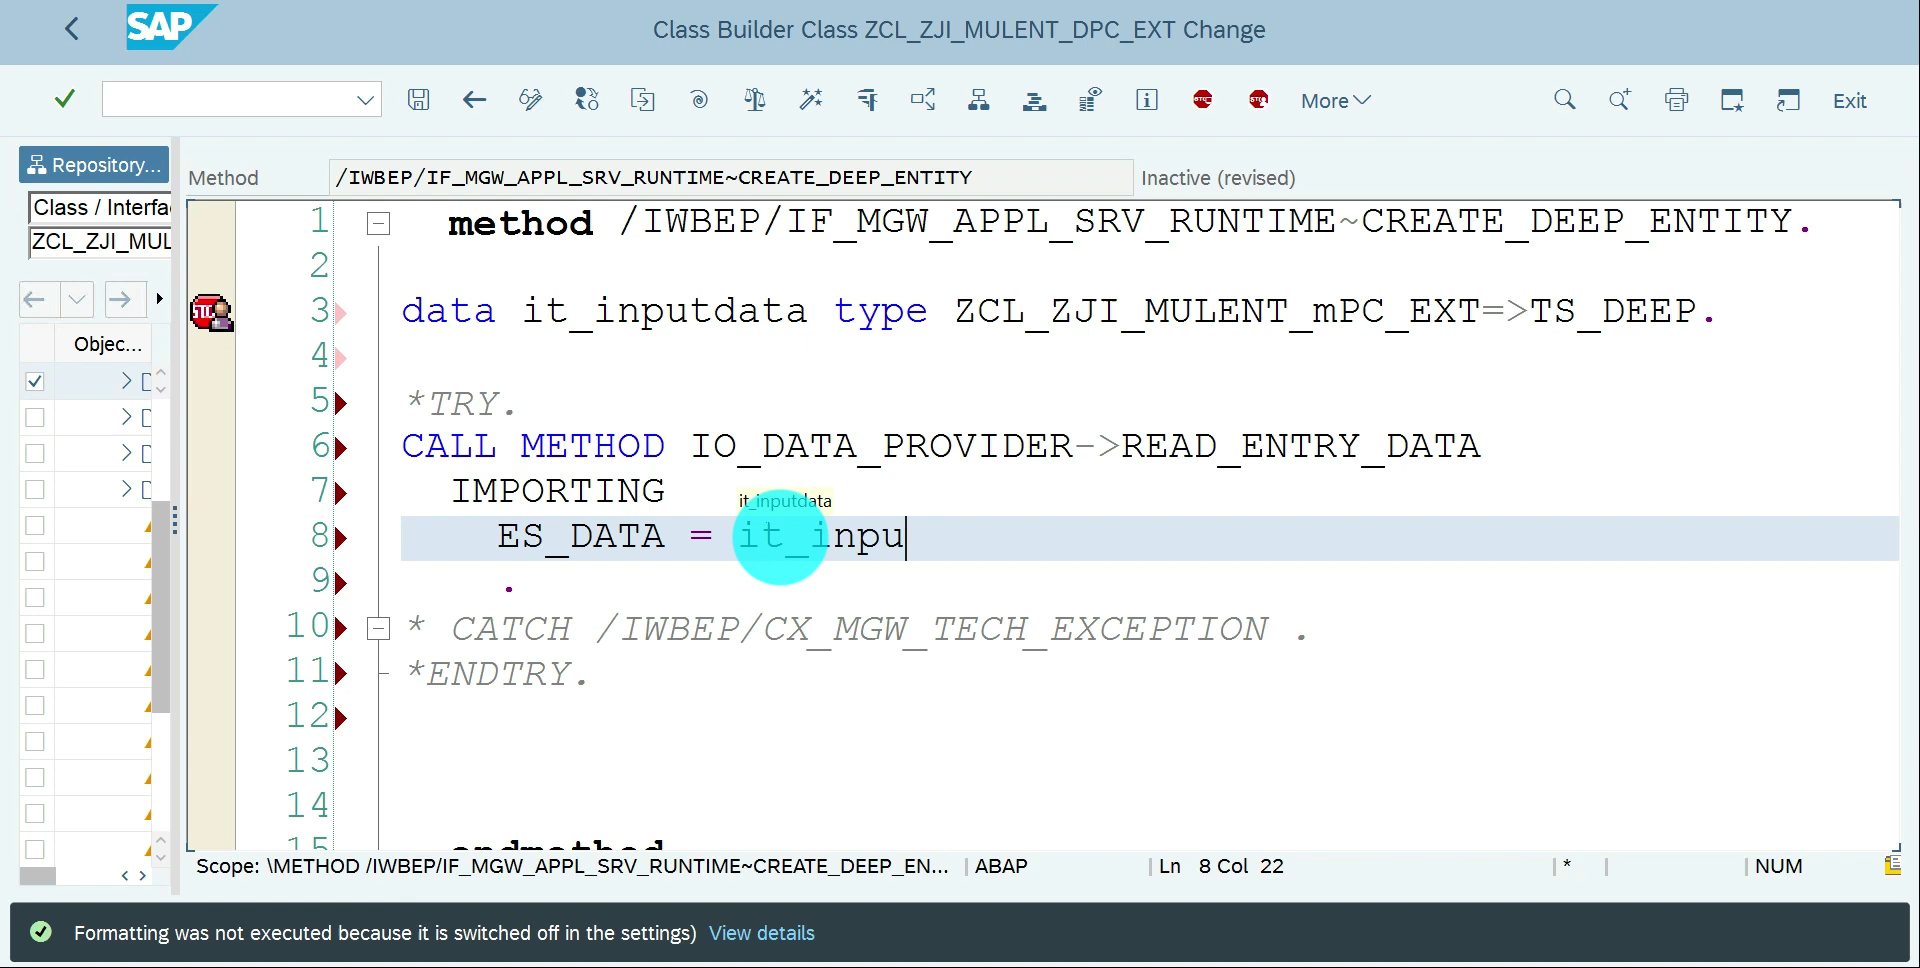 SAP
Class Builder Class ZCL_ZJI_MULENT_DPC_EXT Change
More
Exit
Repository...
Class / Interfa
ZCL_ZJI_MUL
Objec...
Method
/IWBEP/IF_MGW_APPL_SRV_RUNTIME~CREATE_DEEP_ENTITY
Inactive (revised)
1 method /IWBEP/IF_MGW_APPL_SRV_RUNTIME~CREATE_DEEP_ENTITY.
2
3 data it_inputdata type ZCL_ZJI_MULENT_mPC_EXT=>TS_DEEP.
4
5 *TRY.
6 CALL METHOD IO_DATA_PROVIDER->READ_ENTRY_DATA
7 IMPORTING
it_inputdata
8 ES_DATA = it_inpu
9 .
10 * CATCH /IWBEP/CX_MGW_TECH_EXCEPTION .
11 *ENDTRY.
12
13
14
15 endmethod
Scope: \METHOD /IWBEP/IF_MGW_APPL_SRV_RUNTIME~CREATE_DEEP_EN... ABAP Ln 8 Col 22 * NUM
Formatting was not executed because it is switched off in the settings) View details